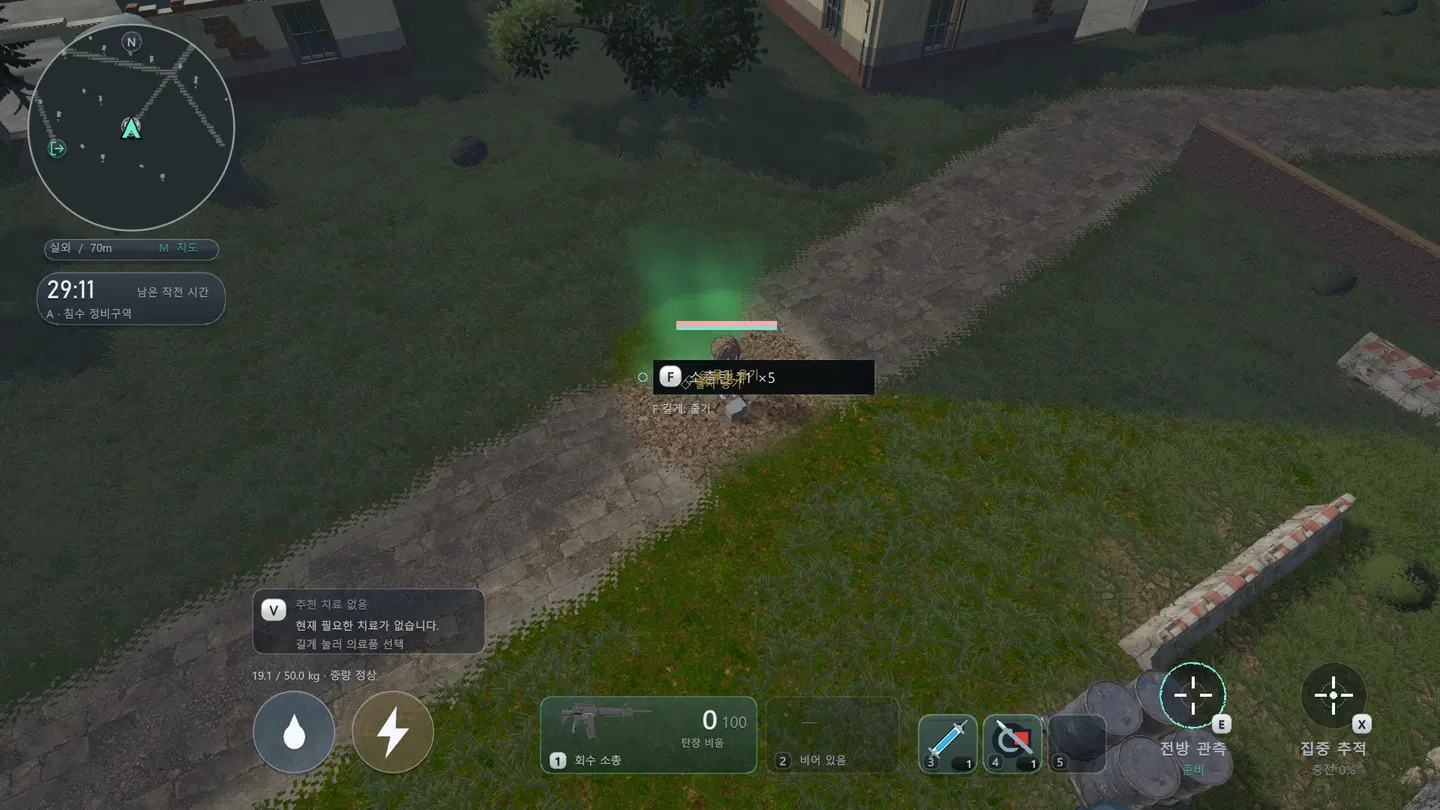 N
실외 / 70m M 지도
29:11 남은 작전 시간
A · 침수 정비구역
F ×5
F 길게: 줍기
V 추천 치료 없음
현재 필요한 치료가 없습니다.
길게 눌러 의료품 선택
19.1 / 50.0 kg · 중량 정상
0 100
탄창 비움
1 회수 소총
2 비어 있음
3 1
4 1
5
E
전방 관측
준비
X
집중 추적
충전 0%